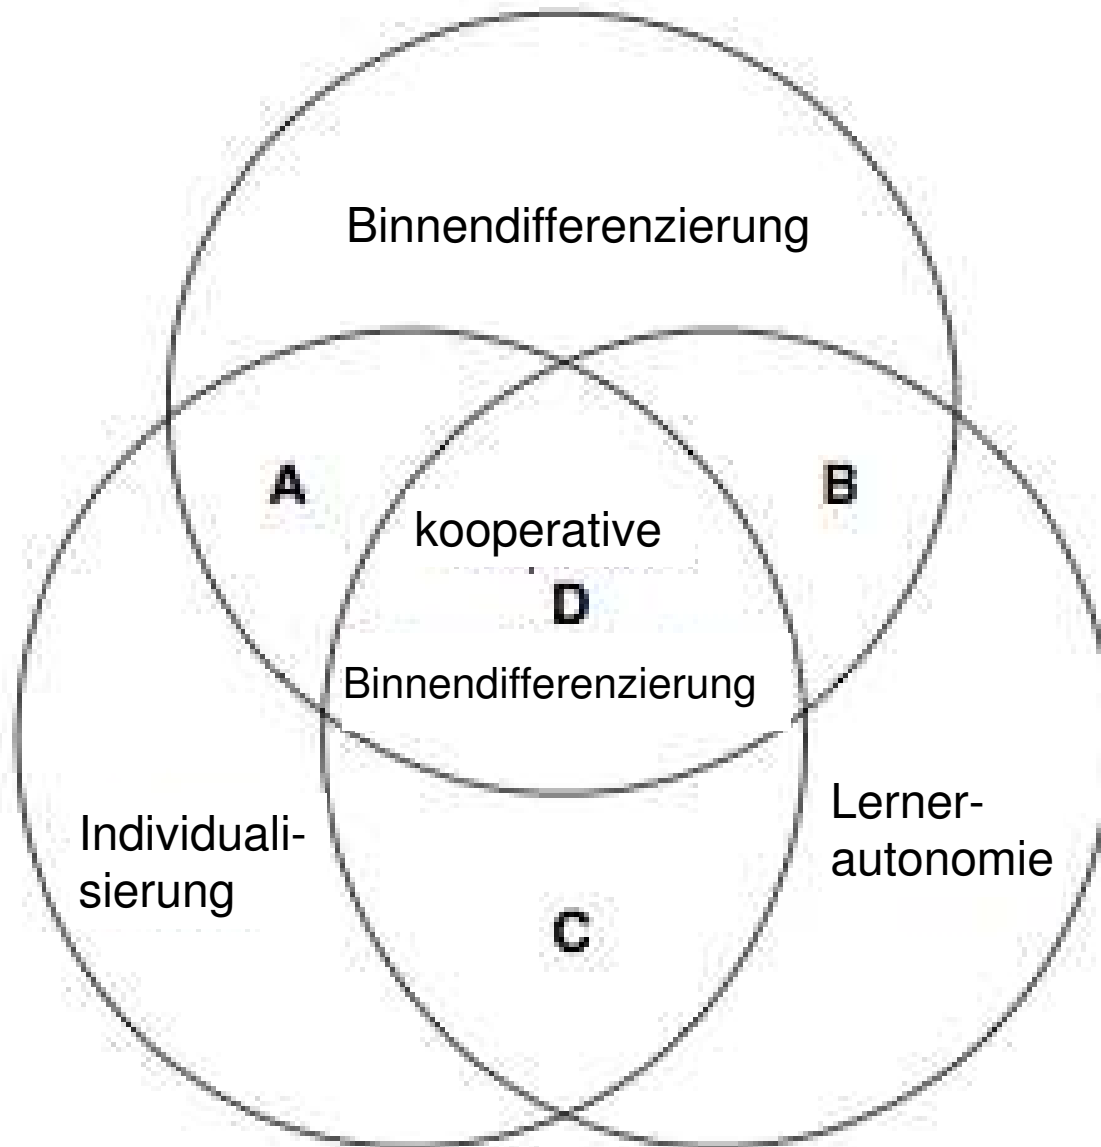 Binnendifferenzierung
A
B
kooperative
D
Binnendifferenzierung
Individuali-
sierung
Lerner-
autonomie
C